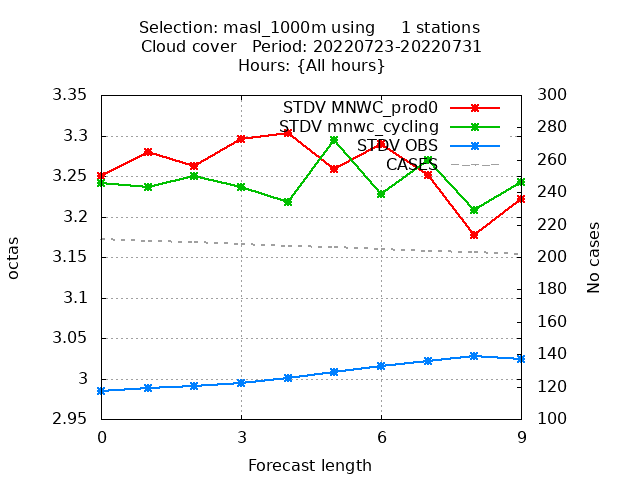 Selection: masl_1000m using     1 stations
Cloud cover   Period: 20220723-20220731
Hours: {All hours}
3.35
3.3
3.25
3.2
3.15
3.1
3.05
3
2.95
octas
STDV MNWC_prod0
STDV mnwc_cycling
STDV OBS
CASES
300
280
260
240
220
200
180
160
140
120
100
No cases
0 3 6 9
Forecast length